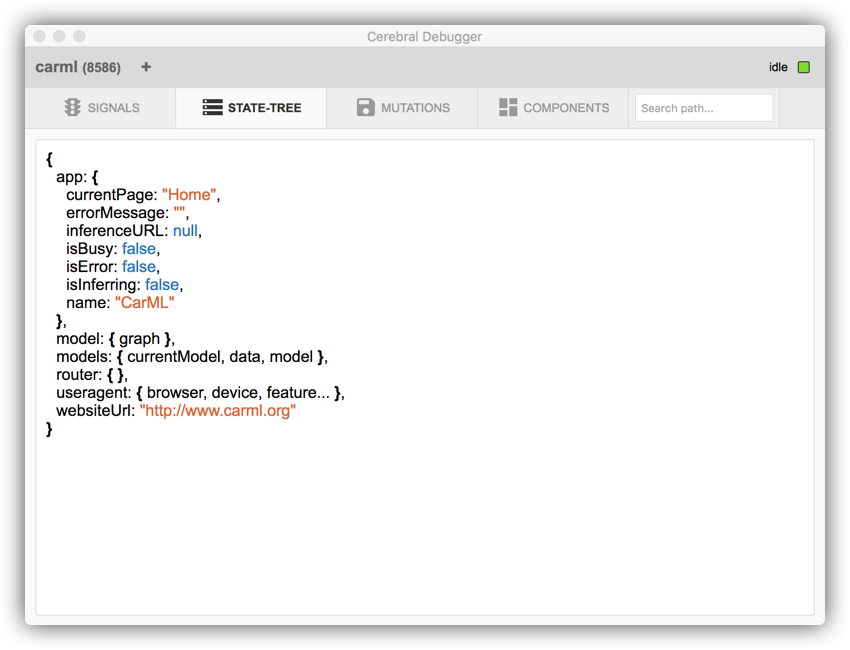 Cerebral Debugger
carml (8586) +
idle
SIGNALS
STATE-TREE
MUTATIONS
COMPONENTS
Search path...
{
app: {
currentPage: "Home",
errorMessage: "",
inferenceURL: null,
isBusy: false,
isError: false,
isInferring: false,
name: "CarML"
},
model: { graph },
models: { currentModel, data, model },
router: { },
useragent: { browser, device, feature... },
websiteUrl: "http://www.carml.org"
}